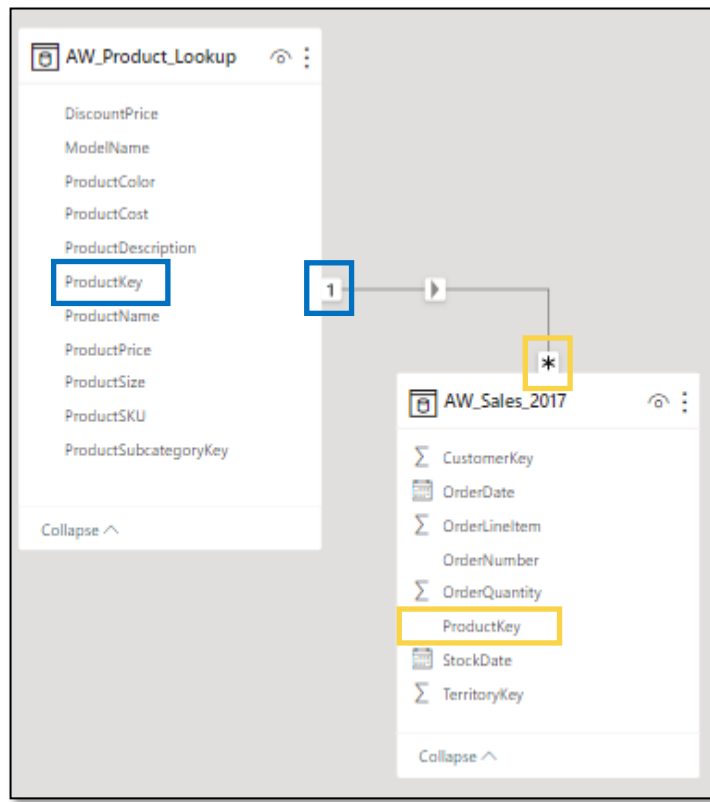 AW_Product_Lookup
DiscountPrice
ModelName
ProductColor
ProductCost
ProductDescription
ProductKey
ProductName
ProductPrice
ProductSize
ProductSKU
ProductSubcategoryKey
Collapse
1
*
AW_Sales_2017
CustomerKey
OrderDate
OrderLineItem
OrderNumber
OrderQuantity
ProductKey
StockDate
TerritoryKey
Collapse